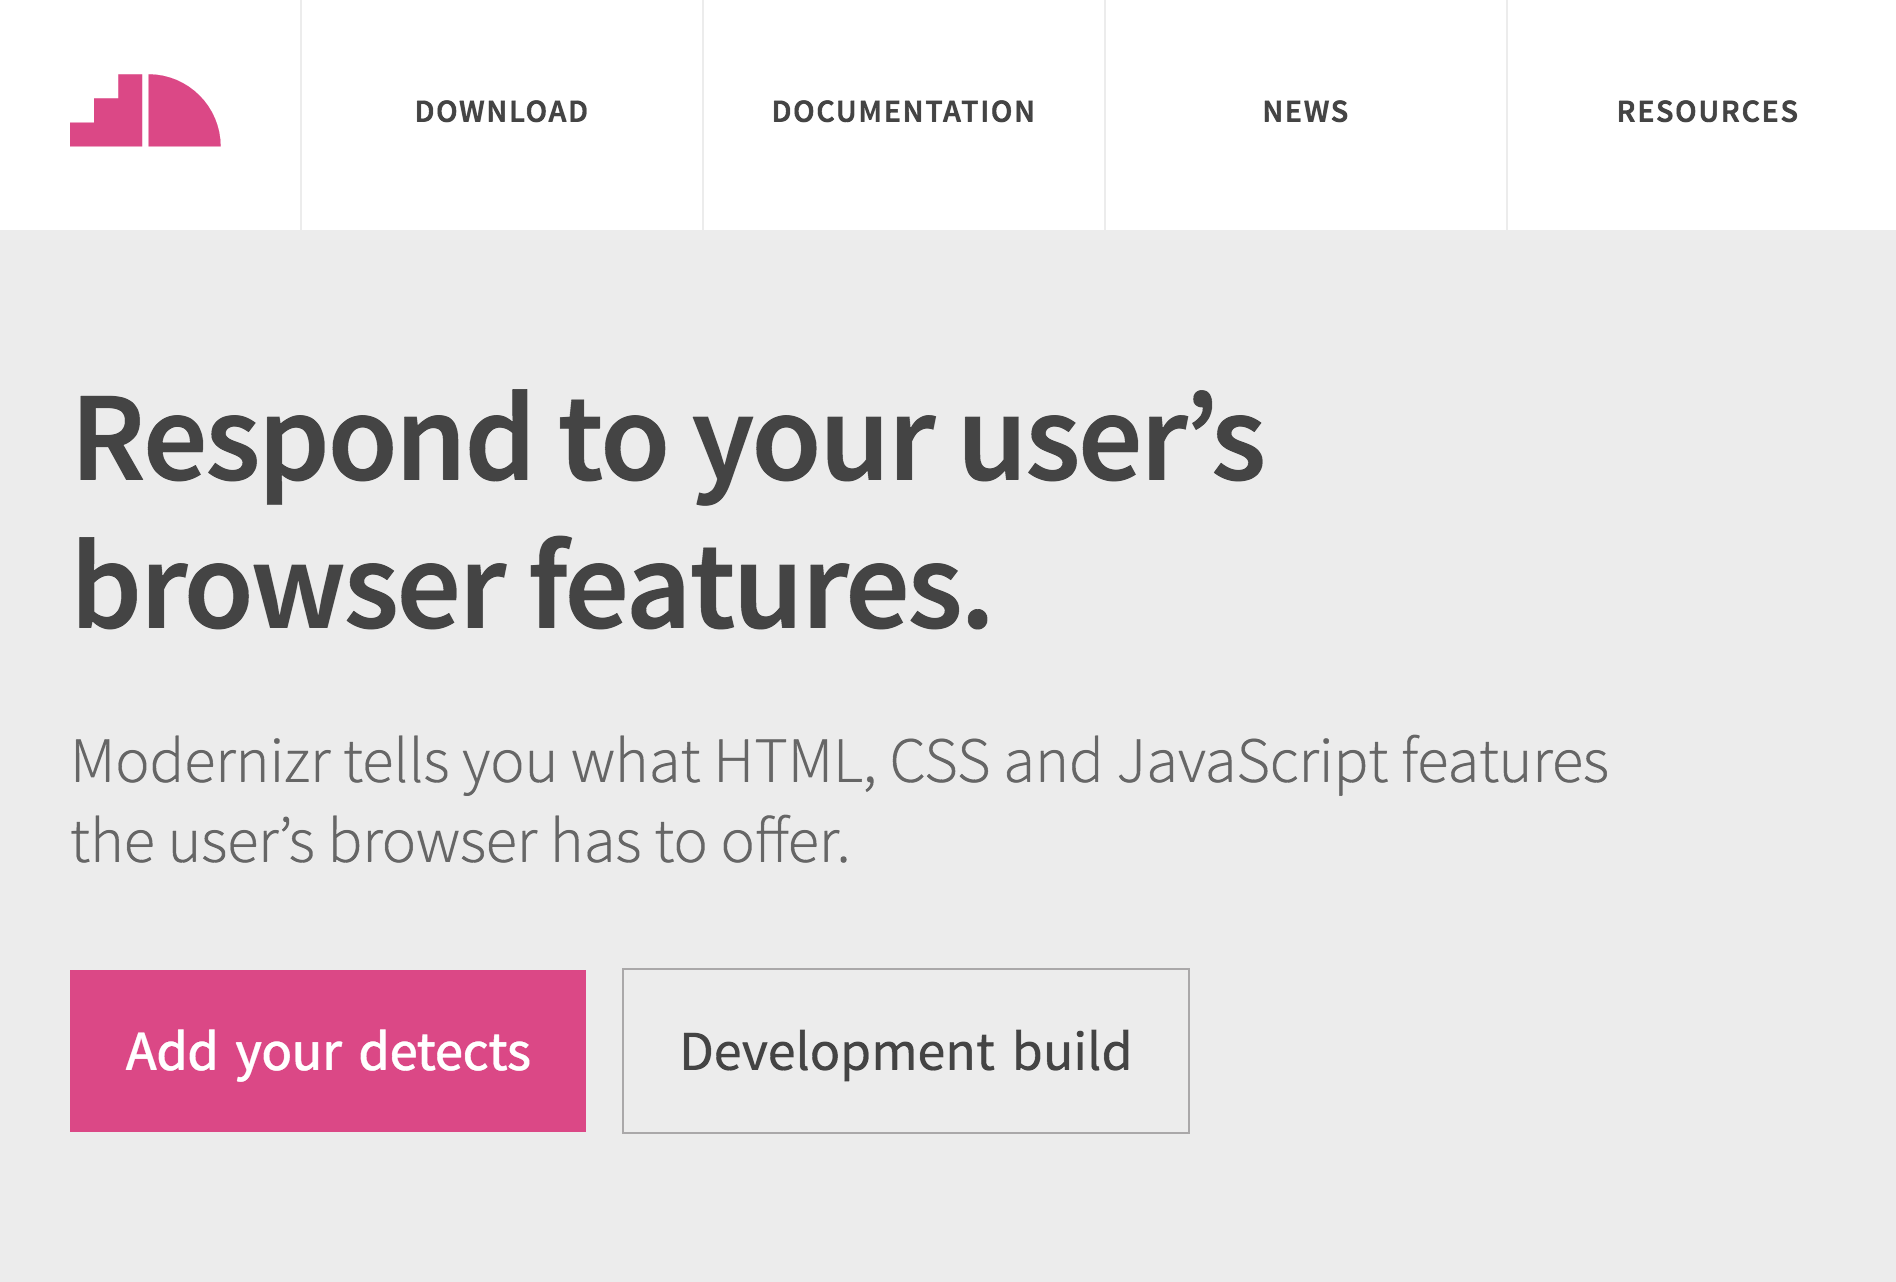 DOWNLOAD
DOCUMENTATION
NEWS
RESOURCES
Respond to your user’s
browser features.
Modernizr tells you what HTML, CSS and JavaScript features
the user’s browser has to offer.
Add your detects
Development build